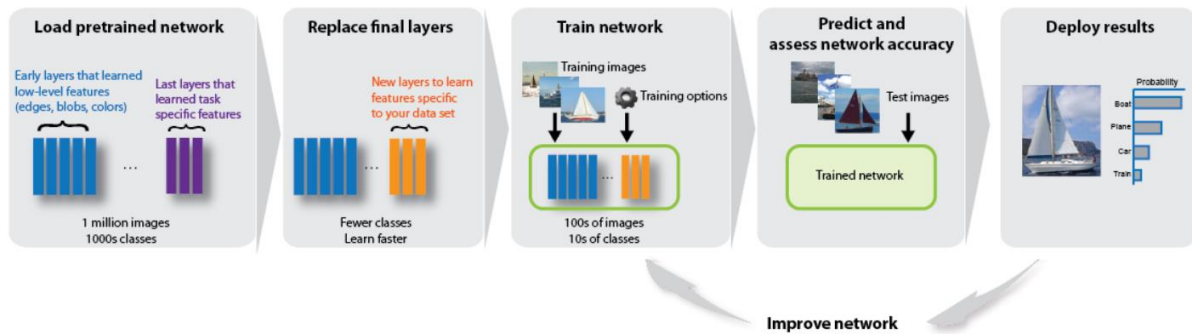 Load pretrained network
Early layers that learned
low-level features
(edges, blobs, colors)
Last layers that
learned task
specific features
...
1 million images
1000s classes
Replace final layers
New layers to learn
features specific
to your data set
...
Fewer classes
Learn faster
Train network
Training images
Training options
...
100s of images
10s of classes
Predict and
assess network accuracy
Test images
Trained network
Deploy results
Probability
Boat
Plane
Car
Train
Improve network